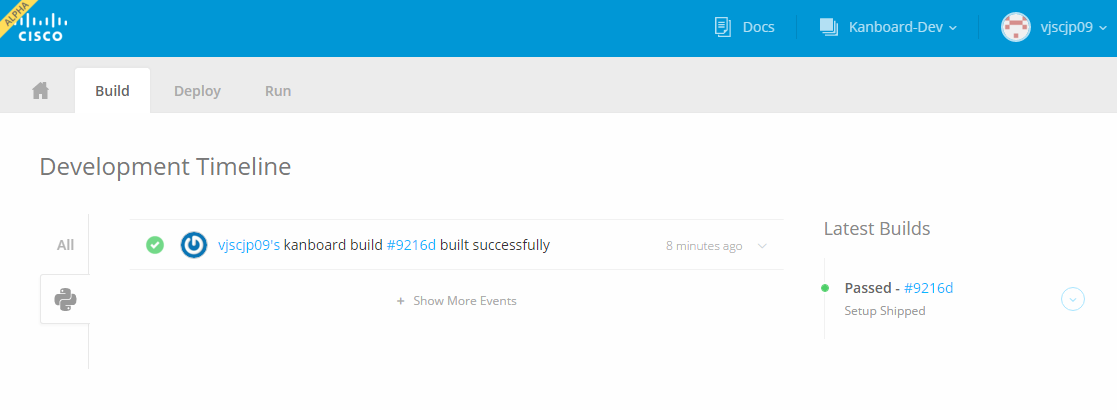 ALPHA
CISCO
Docs
Kanboard-Dev
vjscjp09
Build
Deploy
Run
Development Timeline
All
vjscjp09's kanboard build #9216d built successfully
8 minutes ago
+ Show More Events
Latest Builds
Passed - #9216d
Setup Shipped